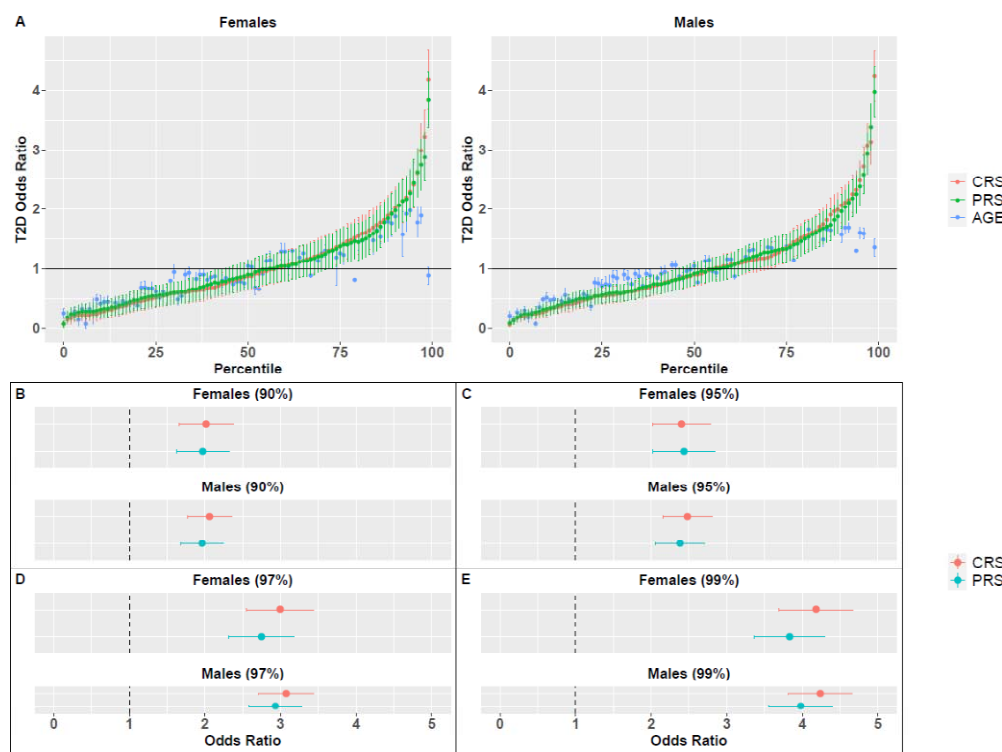 A
Females
Males
T2D Odds Ratio
4
3
2
1
0
0
25
50
75
100
Percentile
T2D Odds Ratio
4
3
2
1
0
0
25
50
75
100
Percentile
CRS
PRS
AGE
B
Females (90%)
Males (90%)
C
Females (95%)
Males (95%)
D
Females (97%)
Males (97%)
0
1
2
3
4
5
Odds Ratio
E
Females (99%)
Males (99%)
0
1
2
3
4
5
Odds Ratio
CRS
PRS